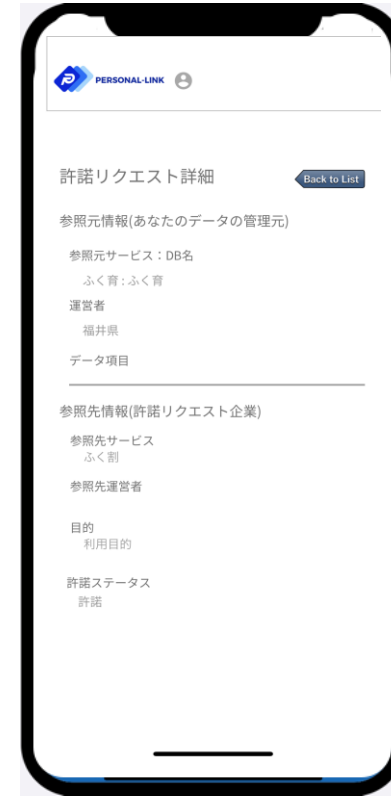 PERSONAL-LINK
許諾リクエスト詳細
Back to List
参照元情報(あなたのデータの管理元)
参照元サービス：DB名
ふく育 : ふく育
運営者
福井県
データ項目
参照先情報(許諾リクエスト企業)
参照先サービス
ふく割
参照先運営者
目的
利用目的
許諾ステータス
許諾